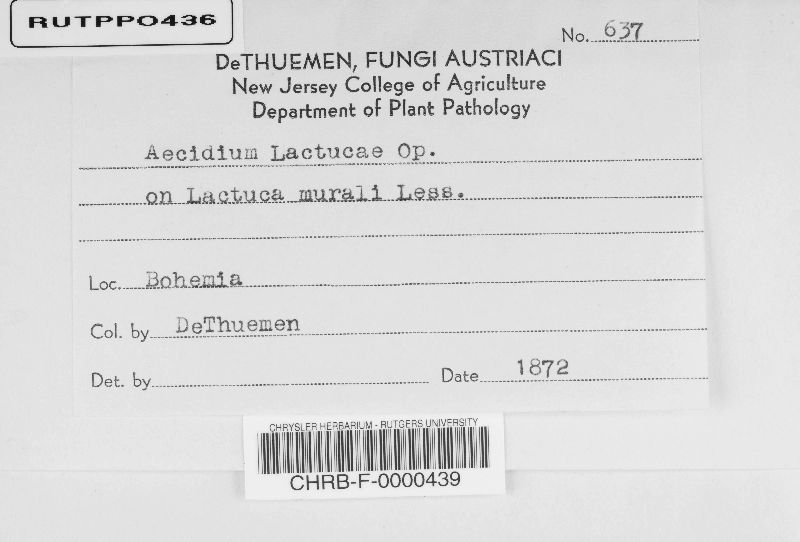 RUTPP0436
No. 637
DeTHUEMEN, FUNGI AUSTRIACI
New Jersey College of Agriculture
Department of Plant Pathology
Aecidium Lactucae Op.
on Lactuca murali Less.
Loc. Bohemia
Col. by DeThuemen
Det. by
Date 1872
CHRYSLER HERBARIUM - RUTGERS UNIVERSITY
CHRB-F-0000439